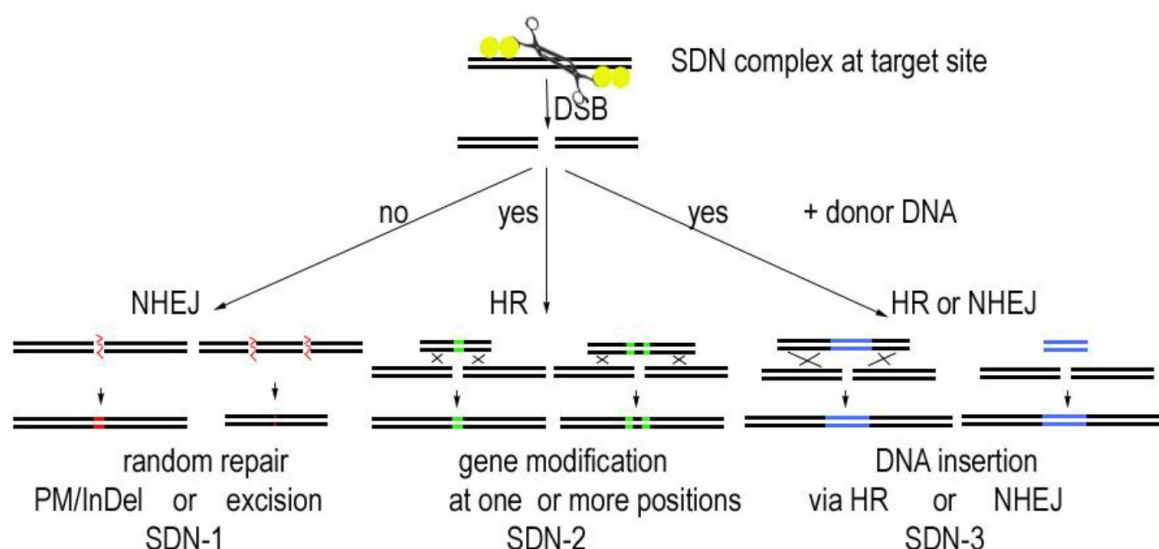 SDN complex at target site
DSB
no yes yes + donor DNA
NHEJ HR HR or NHEJ
random repair gene modification DNA insertion
PM/InDel or excision at one or more positions via HR or NHEJ
SDN-1 SDN-2 SDN-3